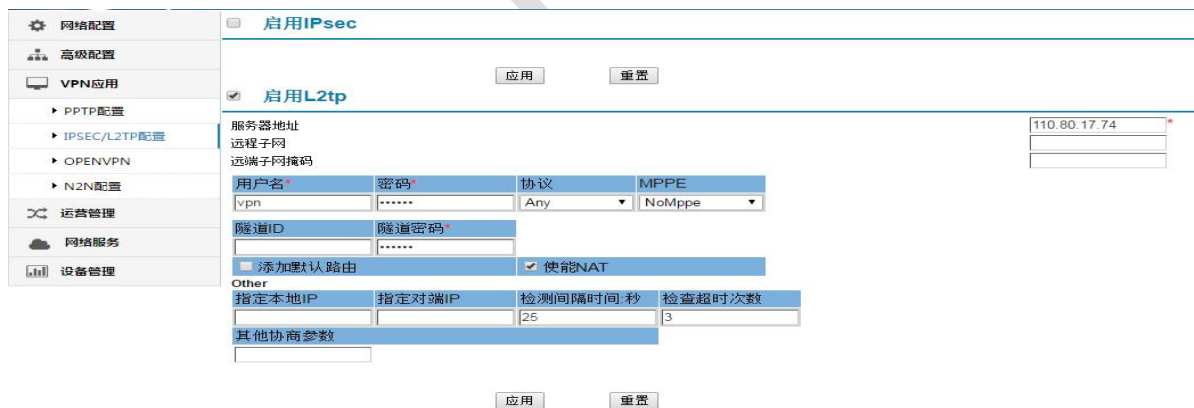 网络配置
高级配置
VPN应用
PPTP配置
IPSEC/L2TP配置
OPENVPN
N2N配置
运营管理
网络服务
设备管理
启用IPsec
应用 重置
启用L2tp
服务器地址 110.80.17.74 *
远程子网
远端子网掩码
用户名* 密码* 协议 MPPE
vpn •••••• Any NoMppe
隧道ID 隧道密码*
••••••
添加默认路由 使能NAT
Other
指定本地IP 指定对端IP 检测间隔时间:秒 检查超时次数
25 3
其他协商参数
应用 重置